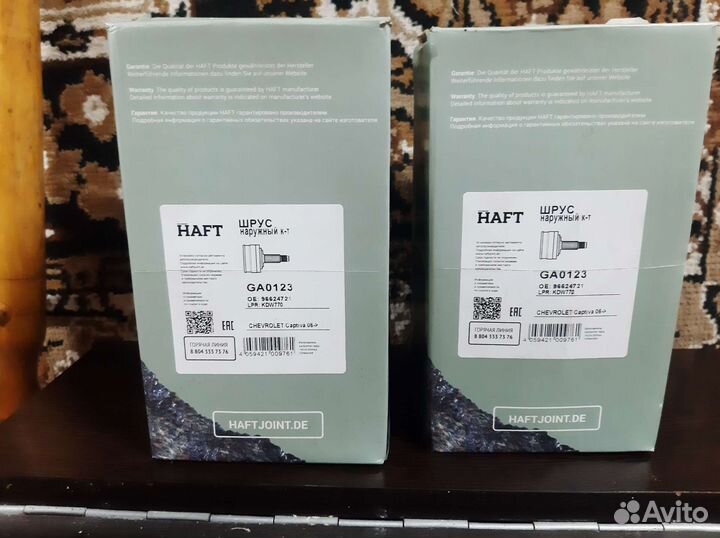 Garantie: Die Qualität der HAFT Produkte gewährleistet der Hersteller
Weiterführende Informationen dazu finden Sie auf unserer Website
Warranty. The quality of products is guaranteed by HAFT manufacturer
Detailed information about warranty is indicated on manufacturer's website
Гарантия. Качество продукции HAFT гарантировано производителем
Подробная информация о гарантийных обязательствах указана на сайте изготовителя
HAFT
ШРУС
наружный к-т
GA0123
OE: 96624721
LPR: KDW770
CHEVROLET Captiva 06->
EAC
ГОРЯЧАЯ ЛИНИЯ
8 804 333 73 76
4 059421 009761
HAFTJOINT.DE
Garantie: Die Qualität der HAFT Produkte gewährleistet der Hersteller
Weiterführende Informationen dazu finden Sie auf unserer Website
Warranty. The quality of products is guaranteed by HAFT manufacturer
Detailed information about warranty is indicated on manufacturer's website
Гарантия. Качество продукции HAFT гарантировано производителем
Подробная информация о гарантийных обязательствах указана на сайте изготовителя
HAFT
ШРУС
наружный к-т
GA0123
OE: 96624721
LPR: KDW770
CHEVROLET Captiva 06->
EAC
ГОРЯЧАЯ ЛИНИЯ
8 804 333 73 76
4 059421 009761
HAFTJOINT.DE
Avito